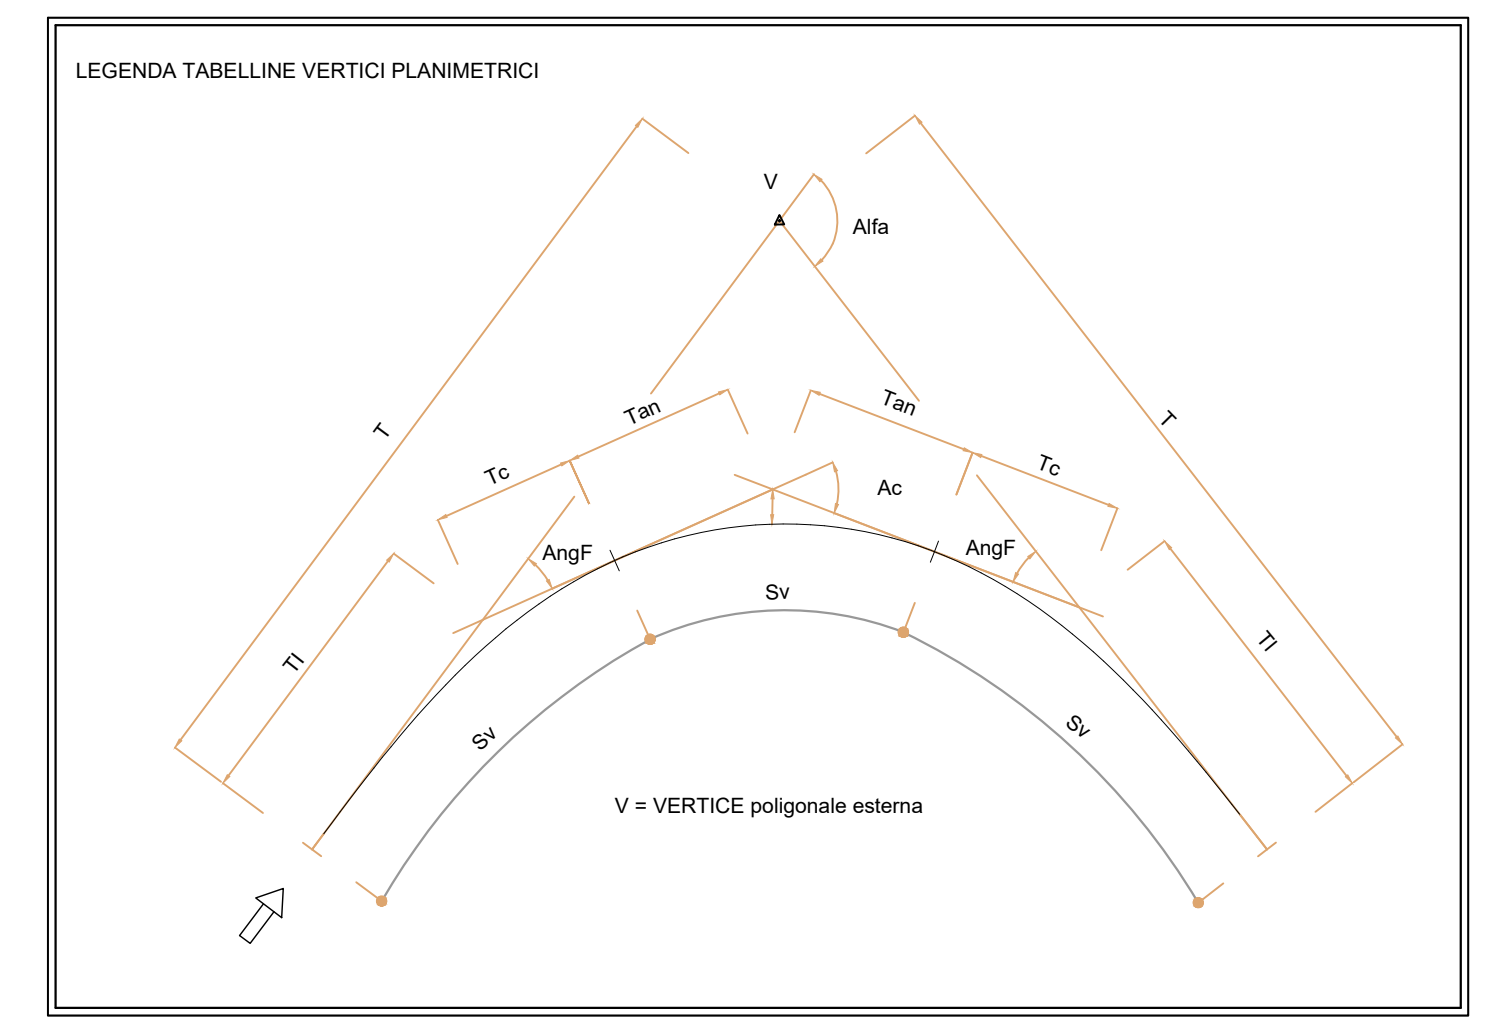 LEGENDA TABELLINE VERTICI PLANIMETRICI
V
Alfa
T
T
Tan
Tan
Tc
Tc
Ac
AngF
AngF
Sv
Tl
Tl
Sv
Sv
V = VERTICE poligonale esterna